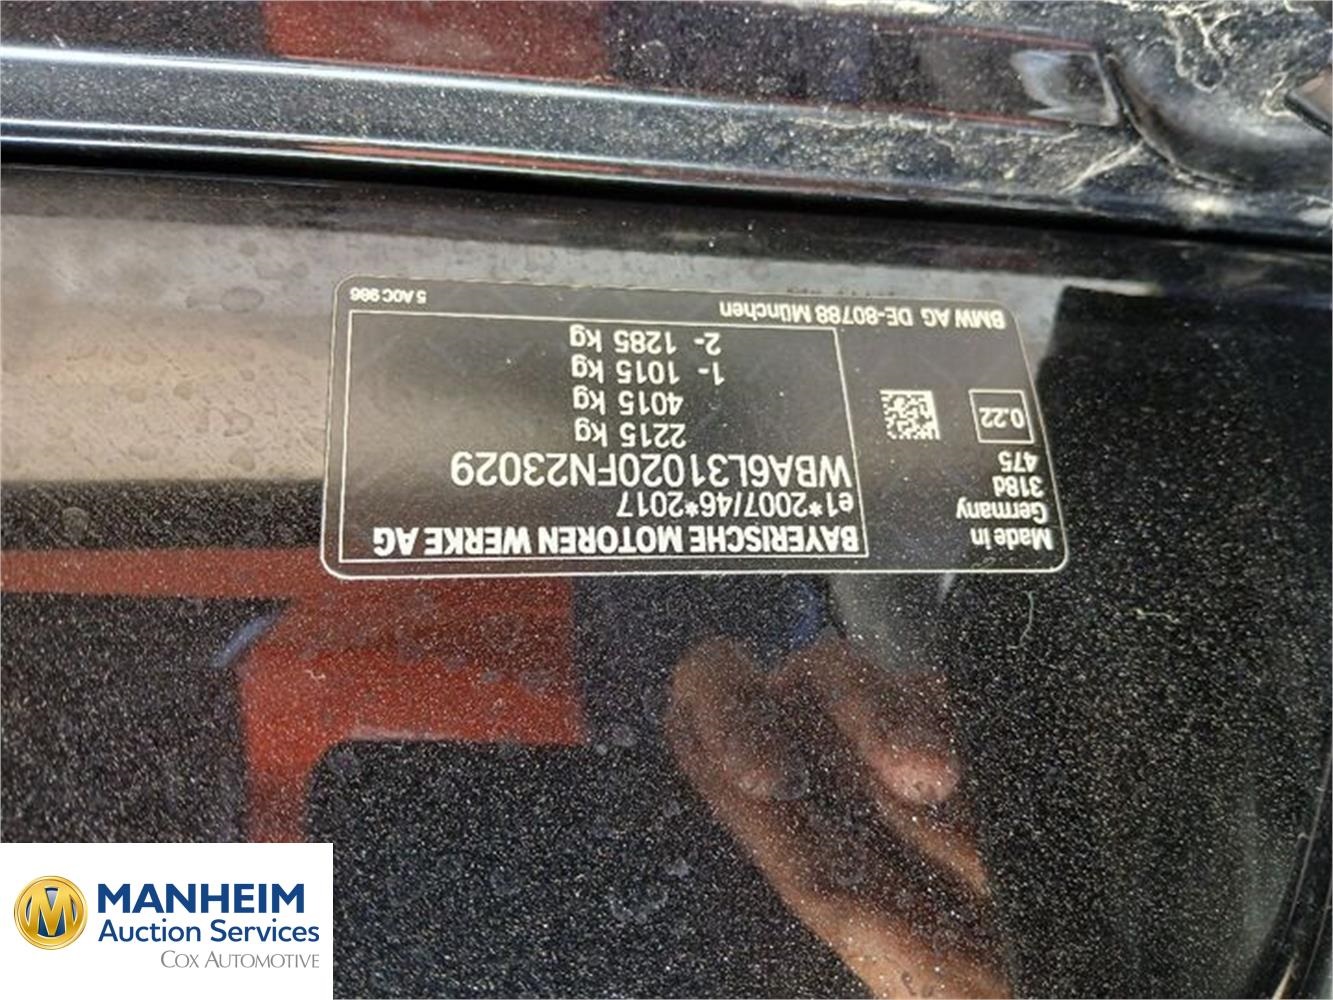 BAYERISCHE MOTOREN WERKE AG
e1*2007/46*2017
WBA6L31020FN23029
2215 kg
4015 kg
1- 1015 kg
2- 1285 kg
Made in
Germany
318d
475
0.22
BMW AG DE-80788 München
5 A0C 986
MANHEIM
Auction Services
COX AUTOMOTIVE